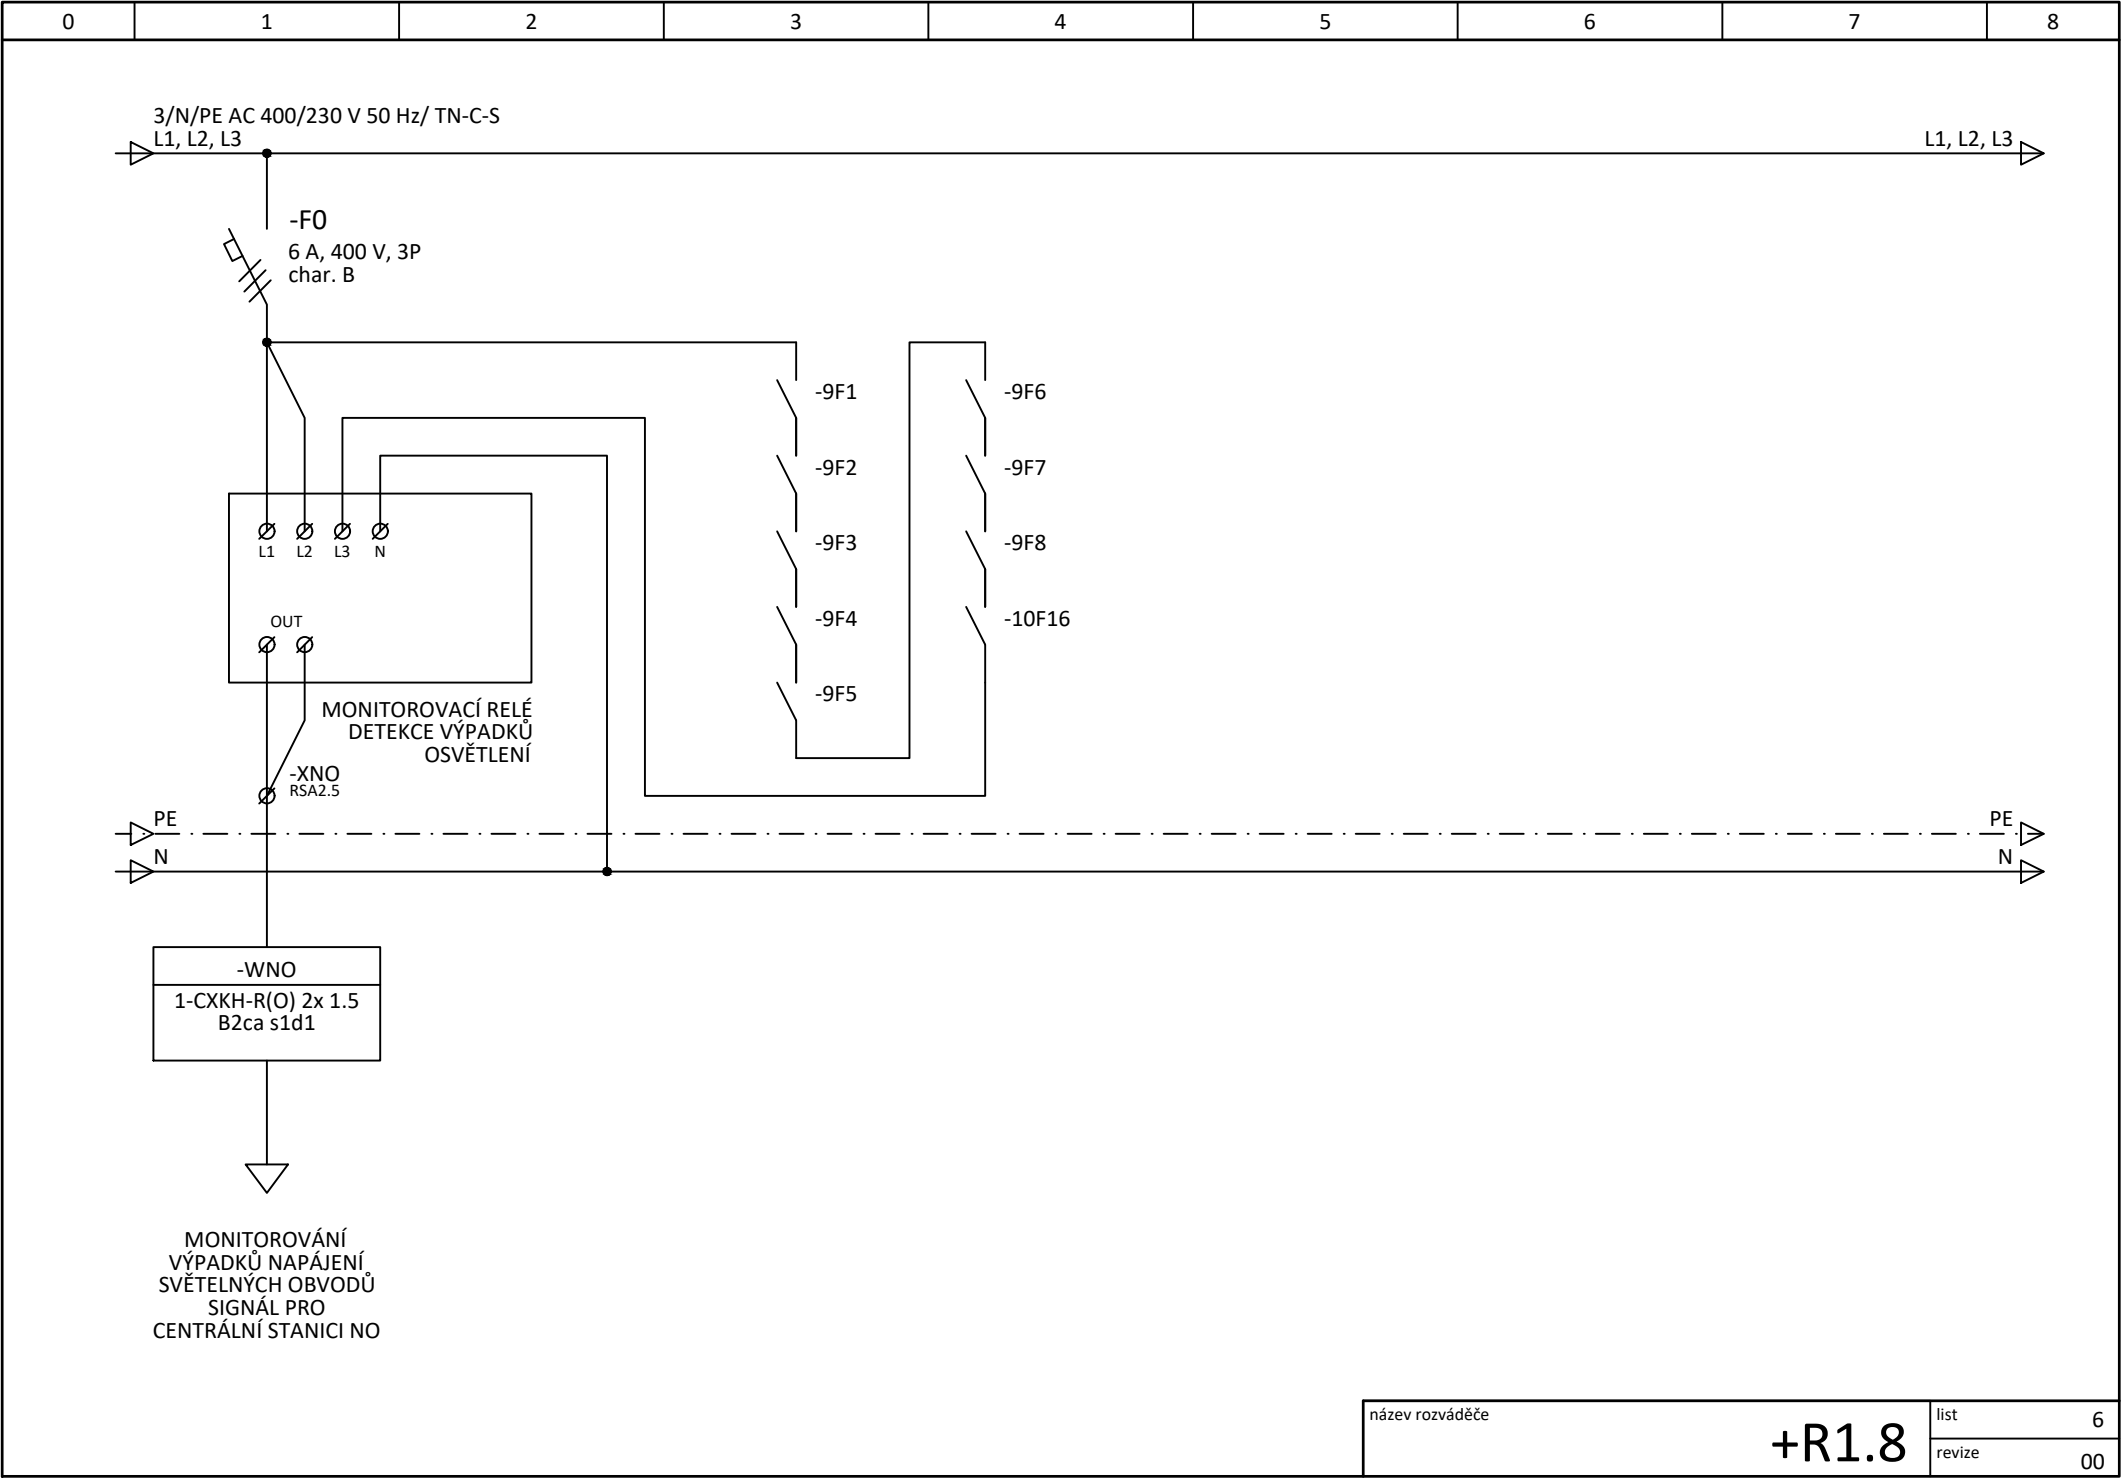 0 1 2 3 4 5 6 7 8
3/N/PE AC 400/230 V 50 Hz/ TN-C-S
L1, L2, L3
L1, L2, L3
-F0
6 A, 400 V, 3P
char. B
-9F1
-9F6
-9F2
-9F7
-9F3
-9F8
-9F4
-10F16
-9F5
L1 L2 L3 N
OUT
MONITOROVACÍ RELÉ
DETEKCE VÝPADKŮ
OSVĚTLENÍ
-XNO
RSA2.5
PE
PE
N
N
-WNO
1-CXKH-R(O) 2x 1.5
B2ca s1d1
MONITOROVÁNÍ
VÝPADKŮ NAPÁJENÍ
SVĚTELNÝCH OBVODŮ
SIGNÁL PRO
CENTRÁLNÍ STANICI NO
název rozváděče
+R1.8
list 6
revize 00